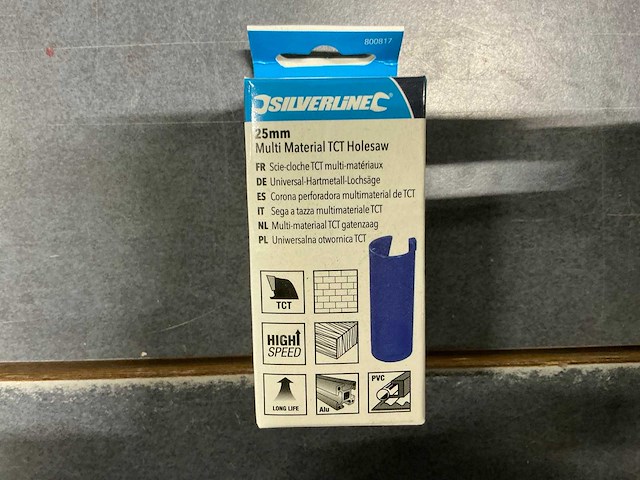 800817
SILVERLINE
25mm
Multi Material TCT Holesaw
FR Scie-cloche TCT multi-matériaux
DE Universal-Hartmetall-Lochsäge
ES Corona perforadora multimaterial de TCT
IT Sega a tazza multimateriale TCT
NL Multi-materiaal TCT gatenzaag
PL Uniwersalna otwornica TCT
TCT
HIGH
SPEED
LONG LIFE
Alu
PVC